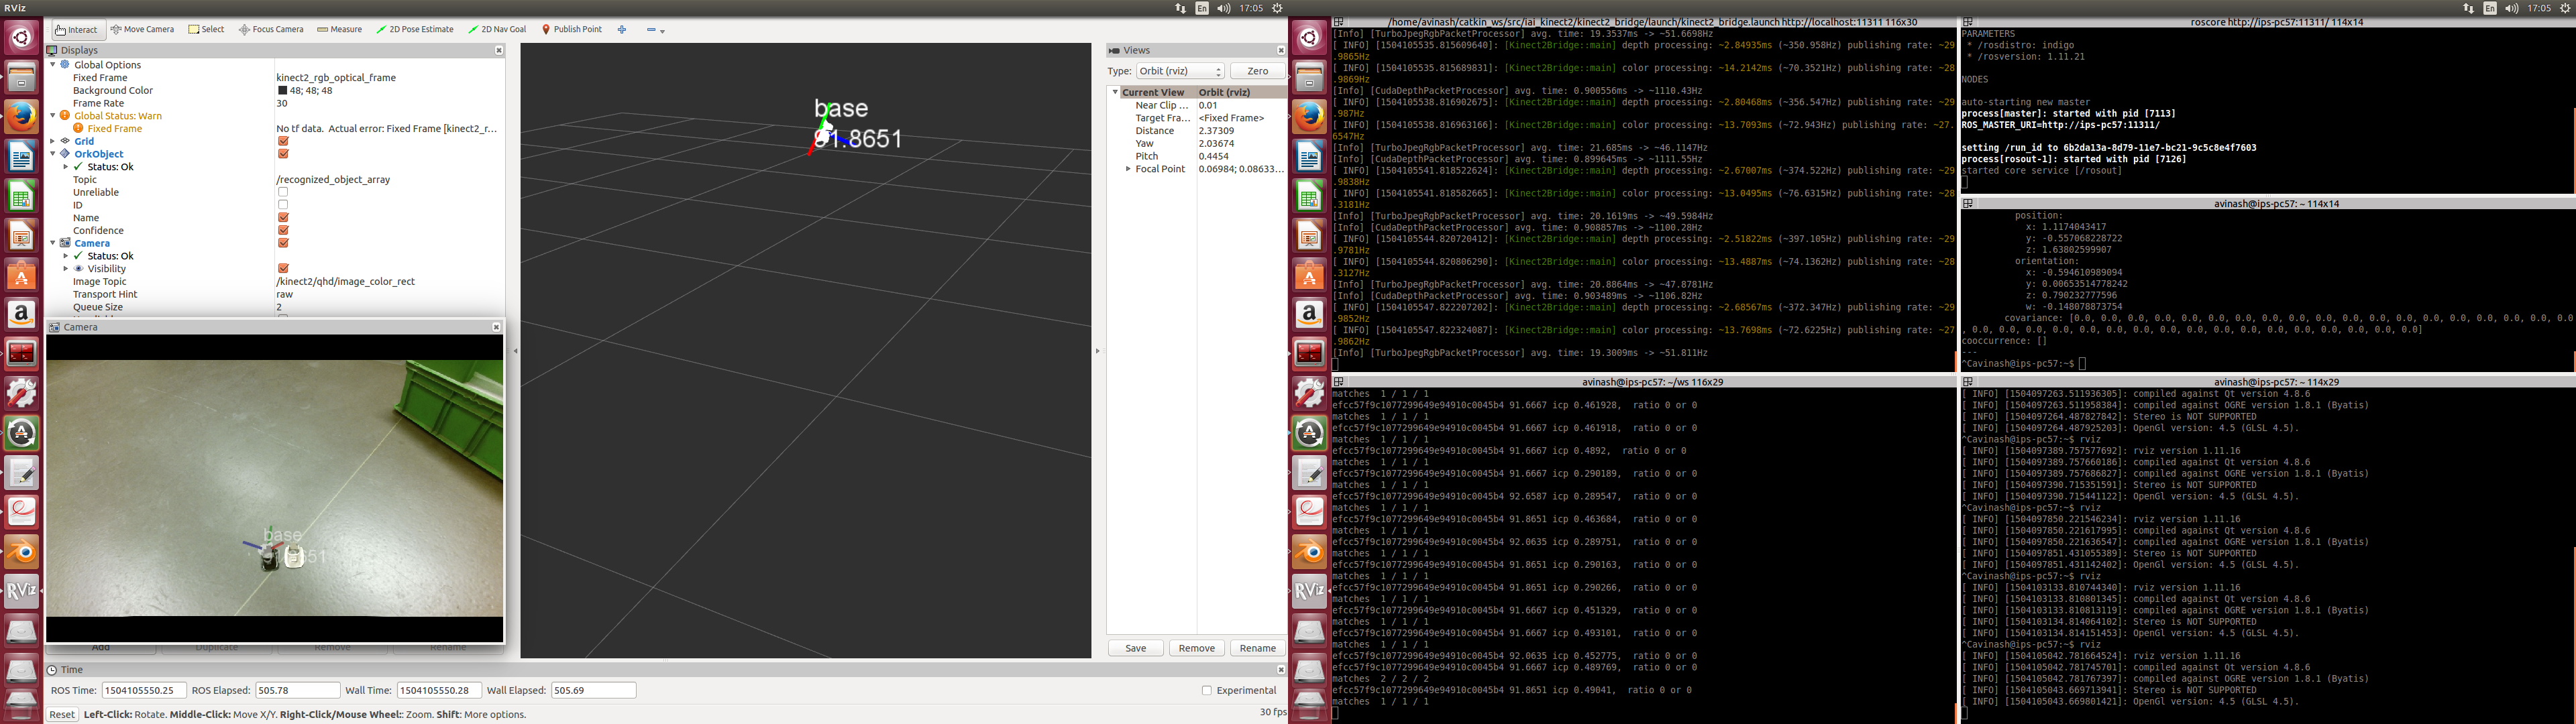 RViz
En
17:05
Interact
Move Camera
Select
Focus Camera
Measure
2D Pose Estimate
2D Nav Goal
Publish Point
Displays
Global Options
Fixed Frame kinect2_rgb_optical_frame
Background Color 48; 48; 48
Frame Rate 30
Global Status: Warn
Fixed Frame No tf data. Actual error: Fixed Frame [kinect2_r...
Grid
OrkObject
Status: Ok
Topic /recognized_object_array
Unreliable
ID
Name
Confidence
Camera
Status: Ok
Visibility
Image Topic /kinect2/qhd/image_color_rect
Transport Hint raw
Queue Size 2
Camera
base
Add Duplicate Remove Rename
base
91.8651
Views
Type: Orbit (rviz) Zero
Current View Orbit (rviz)
Near Clip ... 0.01
Target Fra... <Fixed Frame>
Distance 2.37309
Yaw 2.03674
Pitch 0.4454
Focal Point 0.06984; 0.08633...
Save Remove Rename
Time
ROS Time: 1504105550.25 ROS Elapsed: 505.78 Wall Time: 1504105550.28 Wall Elapsed: 505.69 Experimental
Reset Left-Click: Rotate. Middle-Click: Move X/Y. Right-Click/Mouse Wheel:: Zoom. Shift: More options. 30 fps
En
17:05
/home/avinash/catkin_ws/src/iai_kinect2/kinect2_bridge/launch/kinect2_bridge.launch http://localhost:11311 116x30
[Info] [TurboJpegRgbPacketProcessor] avg. time: 19.3537ms -> ~51.6698Hz
[ INFO] [1504105535.815609640]: [Kinect2Bridge::main] depth processing: ~2.84935ms (~350.958Hz) publishing rate: ~29
.9865Hz
[ INFO] [1504105535.815689831]: [Kinect2Bridge::main] color processing: ~14.2142ms (~70.3521Hz) publishing rate: ~28
.9869Hz
[Info] [CudaDepthPacketProcessor] avg. time: 0.900556ms -> ~1110.43Hz
[ INFO] [1504105538.816902675]: [Kinect2Bridge::main] depth processing: ~2.80468ms (~356.547Hz) publishing rate: ~29
.987Hz
[ INFO] [1504105538.816963166]: [Kinect2Bridge::main] color processing: ~13.7093ms (~72.943Hz) publishing rate: ~27.
6547Hz
[Info] [TurboJpegRgbPacketProcessor] avg. time: 21.685ms -> ~46.1147Hz
[Info] [CudaDepthPacketProcessor] avg. time: 0.899645ms -> ~1111.55Hz
[ INFO] [1504105541.818522624]: [Kinect2Bridge::main] depth processing: ~2.67007ms (~374.522Hz) publishing rate: ~29
.9838Hz
[ INFO] [1504105541.818582665]: [Kinect2Bridge::main] color processing: ~13.0495ms (~76.6315Hz) publishing rate: ~28
.3181Hz
[Info] [TurboJpegRgbPacketProcessor] avg. time: 20.1619ms -> ~49.5984Hz
[Info] [CudaDepthPacketProcessor] avg. time: 0.908857ms -> ~1100.28Hz
[ INFO] [1504105544.820720412]: [Kinect2Bridge::main] depth processing: ~2.51822ms (~397.105Hz) publishing rate: ~29
.9781Hz
[ INFO] [1504105544.820806290]: [Kinect2Bridge::main] color processing: ~13.4887ms (~74.1362Hz) publishing rate: ~28
.3127Hz
[Info] [TurboJpegRgbPacketProcessor] avg. time: 20.8864ms -> ~47.8781Hz
[Info] [CudaDepthPacketProcessor] avg. time: 0.903489ms -> ~1106.82Hz
[ INFO] [1504105547.822207202]: [Kinect2Bridge::main] depth processing: ~2.68567ms (~372.347Hz) publishing rate: ~29
.9852Hz
[ INFO] [1504105547.822324087]: [Kinect2Bridge::main] color processing: ~13.7698ms (~72.6225Hz) publishing rate: ~27
.9862Hz
[Info] [TurboJpegRgbPacketProcessor] avg. time: 19.3009ms -> ~51.811Hz
roscore http://ips-pc57:11311/ 114x14
PARAMETERS
* /rosdistro: indigo
* /rosversion: 1.11.21
NODES
auto-starting new master
process[master]: started with pid [7113]
ROS_MASTER_URI=http://ips-pc57:11311/
setting /run_id to 6b2da13a-8d79-11e7-bc21-9c5c8e4f7603
process[rosout-1]: started with pid [7126]
started core service [/rosout]
avinash@ips-pc57: ~ 114x14
position:
x: 1.1174043417
y: -0.557068228722
z: 1.63802599907
orientation:
x: -0.594610989094
y: 0.00653514778242
z: 0.790232777596
w: -0.148078873754
covariance: [0.0, 0.0, 0.0, 0.0, 0.0, 0.0, 0.0, 0.0, 0.0, 0.0, 0.0, 0.0, 0.0, 0.0, 0.0, 0.0, 0.0, 0.0, 0.0
, 0.0, 0.0, 0.0, 0.0, 0.0, 0.0, 0.0, 0.0, 0.0, 0.0, 0.0, 0.0, 0.0, 0.0, 0.0, 0.0, 0.0]
cooccurrence: []
---
^Cavinash@ips-pc57:~$
avinash@ips-pc57: ~/ws 116x29
matches 1 / 1 / 1
efcc57f9c1077299649e94910c0045b4 91.6667 icp 0.461928, ratio 0 or 0
matches 1 / 1 / 1
efcc57f9c1077299649e94910c0045b4 91.6667 icp 0.461918, ratio 0 or 0
matches 1 / 1 / 1
efcc57f9c1077299649e94910c0045b4 91.6667 icp 0.4892, ratio 0 or 0
matches 1 / 1 / 1
efcc57f9c1077299649e94910c0045b4 91.6667 icp 0.290189, ratio 0 or 0
matches 1 / 1 / 1
efcc57f9c1077299649e94910c0045b4 92.6587 icp 0.289547, ratio 0 or 0
matches 1 / 1 / 1
efcc57f9c1077299649e94910c0045b4 91.8651 icp 0.463684, ratio 0 or 0
matches 1 / 1 / 1
efcc57f9c1077299649e94910c0045b4 92.0635 icp 0.289751, ratio 0 or 0
matches 1 / 1 / 1
efcc57f9c1077299649e94910c0045b4 91.8651 icp 0.290163, ratio 0 or 0
matches 1 / 1 / 1
efcc57f9c1077299649e94910c0045b4 91.8651 icp 0.290266, ratio 0 or 0
matches 1 / 1 / 1
efcc57f9c1077299649e94910c0045b4 91.6667 icp 0.451329, ratio 0 or 0
matches 1 / 1 / 1
efcc57f9c1077299649e94910c0045b4 91.6667 icp 0.493101, ratio 0 or 0
matches 1 / 1 / 1
efcc57f9c1077299649e94910c0045b4 92.0635 icp 0.452775, ratio 0 or 0
efcc57f9c1077299649e94910c0045b4 91.6667 icp 0.489769, ratio 0 or 0
matches 2 / 2 / 2
efcc57f9c1077299649e94910c0045b4 91.8651 icp 0.49041, ratio 0 or 0
matches 1 / 1 / 1
avinash@ips-pc57: ~ 114x29
[ INFO] [1504097263.511936305]: compiled against Qt version 4.8.6
[ INFO] [1504097263.511958384]: compiled against OGRE version 1.8.1 (Byatis)
[ INFO] [1504097264.487827842]: Stereo is NOT SUPPORTED
[ INFO] [1504097264.487925203]: OpenGl version: 4.5 (GLSL 4.5).
^Cavinash@ips-pc57:~$ rviz
[ INFO] [1504097389.757577692]: rviz version 1.11.16
[ INFO] [1504097389.757660186]: compiled against Qt version 4.8.6
[ INFO] [1504097389.757686827]: compiled against OGRE version 1.8.1 (Byatis)
[ INFO] [1504097390.715351591]: Stereo is NOT SUPPORTED
[ INFO] [1504097390.715441122]: OpenGl version: 4.5 (GLSL 4.5).
^Cavinash@ips-pc57:~$ rviz
[ INFO] [1504097850.221546234]: rviz version 1.11.16
[ INFO] [1504097850.221617995]: compiled against Qt version 4.8.6
[ INFO] [1504097850.221636547]: compiled against OGRE version 1.8.1 (Byatis)
[ INFO] [1504097851.431055389]: Stereo is NOT SUPPORTED
[ INFO] [1504097851.431142402]: OpenGl version: 4.5 (GLSL 4.5).
^Cavinash@ips-pc57:~$ rviz
[ INFO] [1504103133.810744340]: rviz version 1.11.16
[ INFO] [1504103133.810801345]: compiled against Qt version 4.8.6
[ INFO] [1504103133.810813119]: compiled against OGRE version 1.8.1 (Byatis)
[ INFO] [1504103134.814064102]: Stereo is NOT SUPPORTED
[ INFO] [1504103134.814151453]: OpenGl version: 4.5 (GLSL 4.5).
^Cavinash@ips-pc57:~$ rviz
[ INFO] [1504105042.781664524]: rviz version 1.11.16
[ INFO] [1504105042.781745701]: compiled against Qt version 4.8.6
[ INFO] [1504105042.781767397]: compiled against OGRE version 1.8.1 (Byatis)
[ INFO] [1504105043.669713941]: Stereo is NOT SUPPORTED
[ INFO] [1504105043.669801421]: OpenGl version: 4.5 (GLSL 4.5).